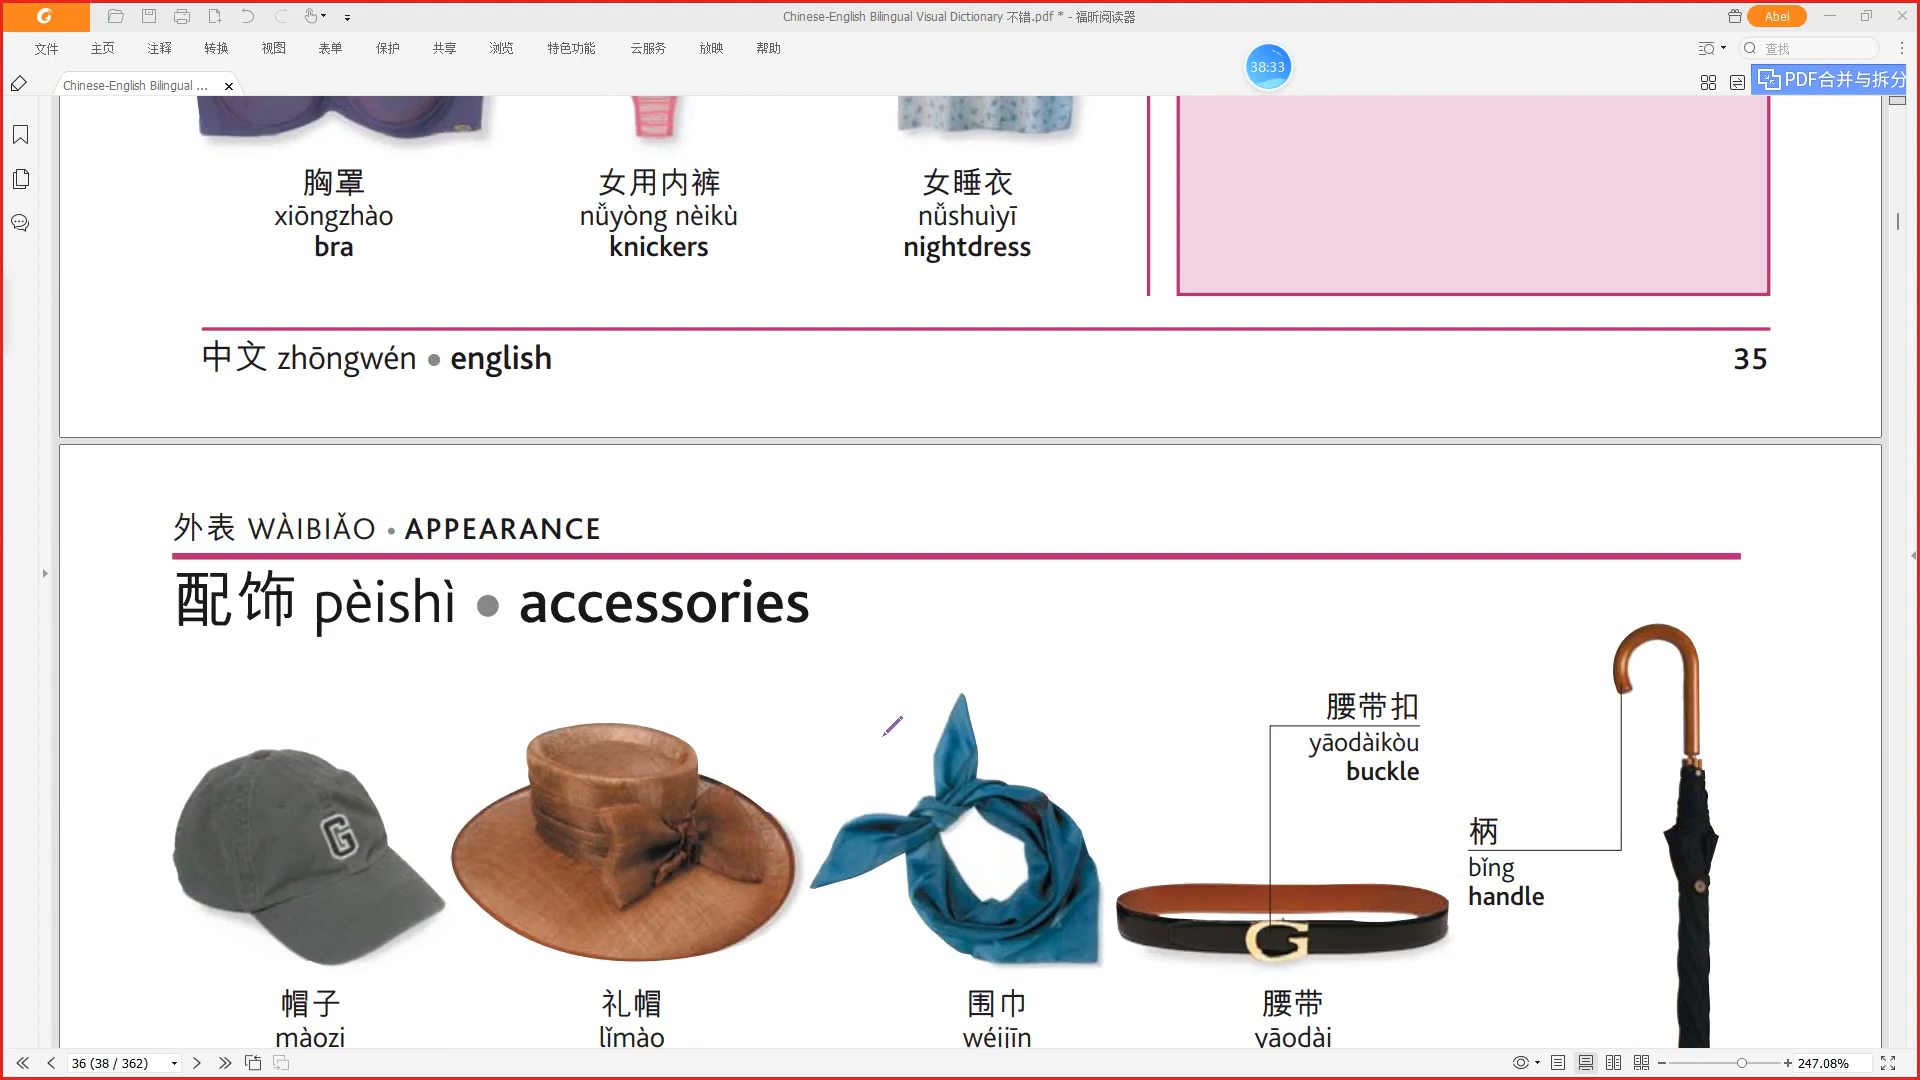 Chinese-English Bilingual Visual Dictionary 不错.pdf * - 福昕阅读器
Abel
文件 主页 注释 转换 视图 表单 保护 共享 浏览 特色功能 云服务 放映 帮助
38:33
查找
Chinese-English Bilingual ...
PDF合并与拆分
胸罩
xiōngzhào
bra
女用内裤
nǚyòng nèikù
knickers
女睡衣
nǚshuìyī
nightdress
中文 zhōngwén • english
35
外表 WÀIBIǍO • APPEARANCE
配饰 pèishì • accessories
腰带扣
yāodàikòu
buckle
柄
bǐng
handle
G
G
帽子
màozi
礼帽
lǐmào
围巾
wéijīn
腰带
yāodài
36 (38 / 362)
247.08%